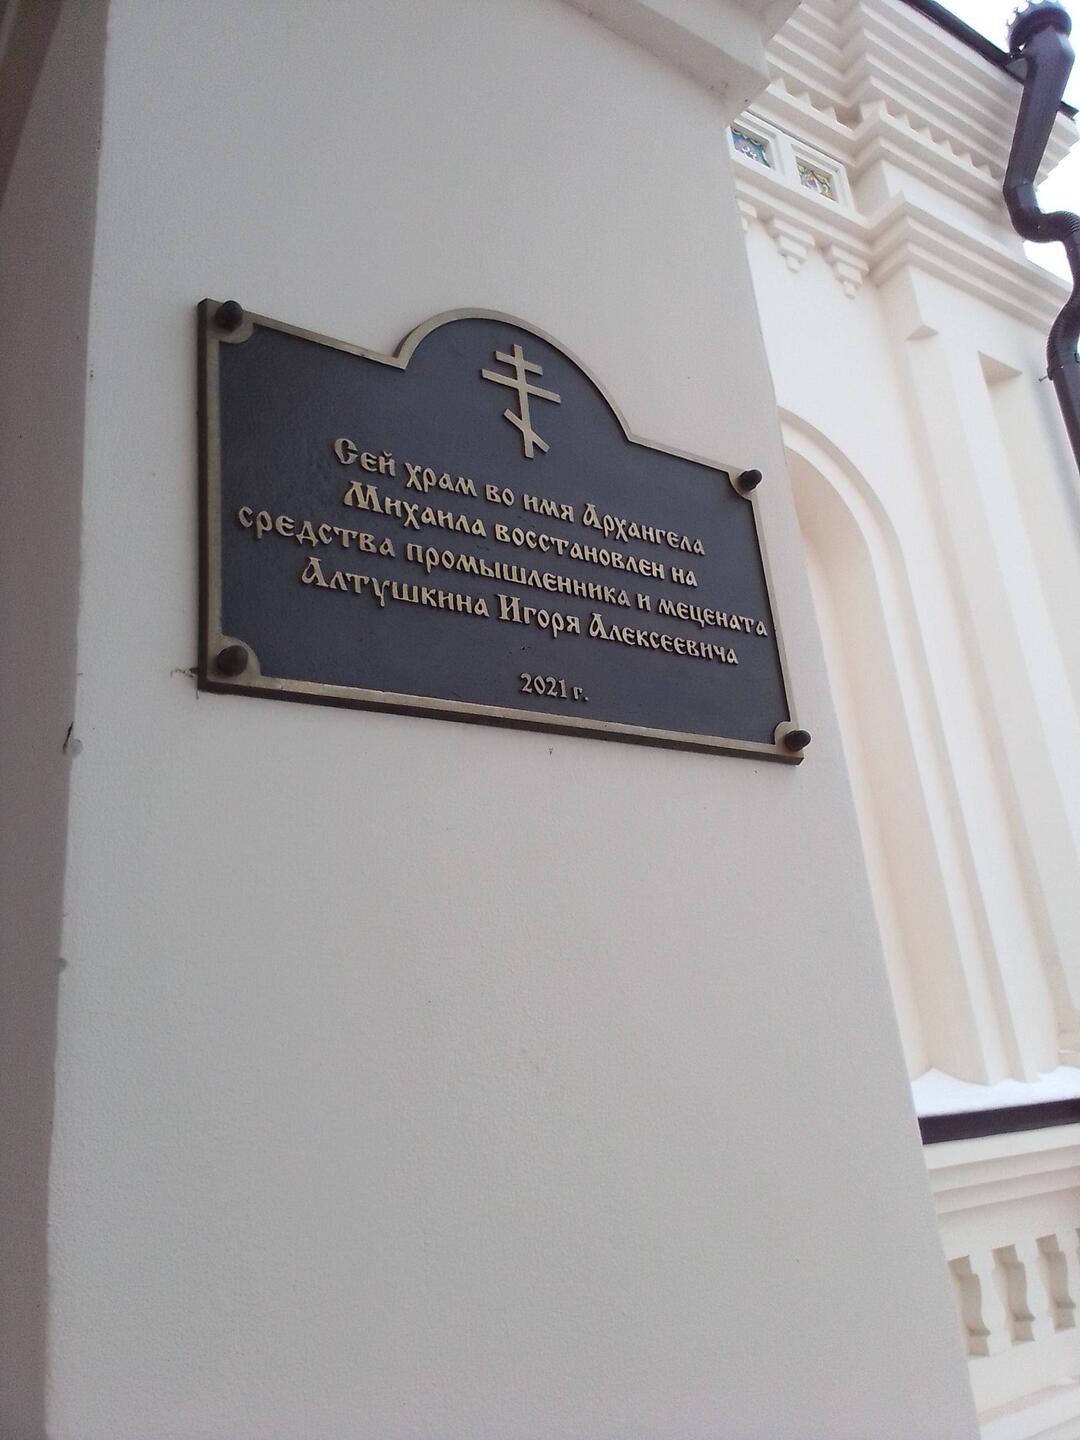 Сей храм во имя Архангела
Михаила восстановлен на
средства промышленника и мецената
Алтушкина Игоря Алексеевича
2021 г.